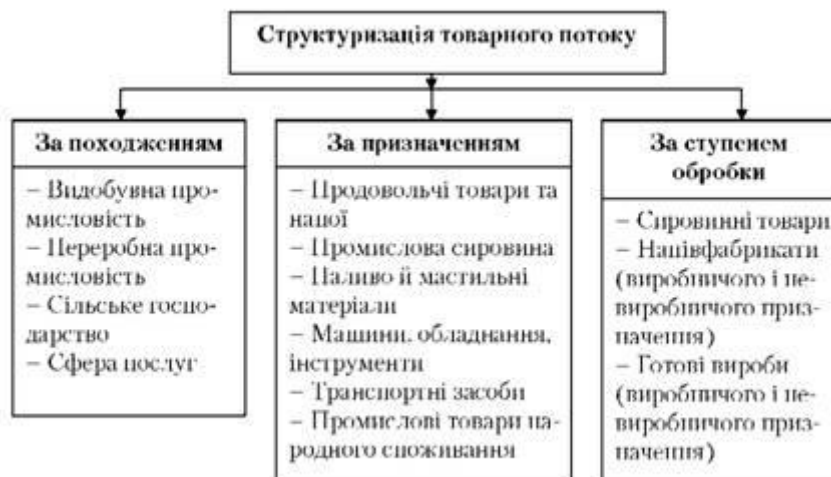 Структуризація товарного потоку
За походженням
– Видобувна про-
мисловість
– Переробна про-
мисловість
– Сільське госпо-
дарство
– Сфера послуг
За призначенням
– Продовольчі товари та
напої
– Промислова сировина
– Паливо й мастильні
матеріали
– Машини, обладнання,
інструменти
– Транспортні засоби
– Промислові товари на-
родного споживання
За ступенем
обробки
– Сировинні товари
– Напівфабрикати
(виробничого і не-
виробничого приз-
начення)
– Готові вироби
(виробничого і не-
виробничого приз-
начення)